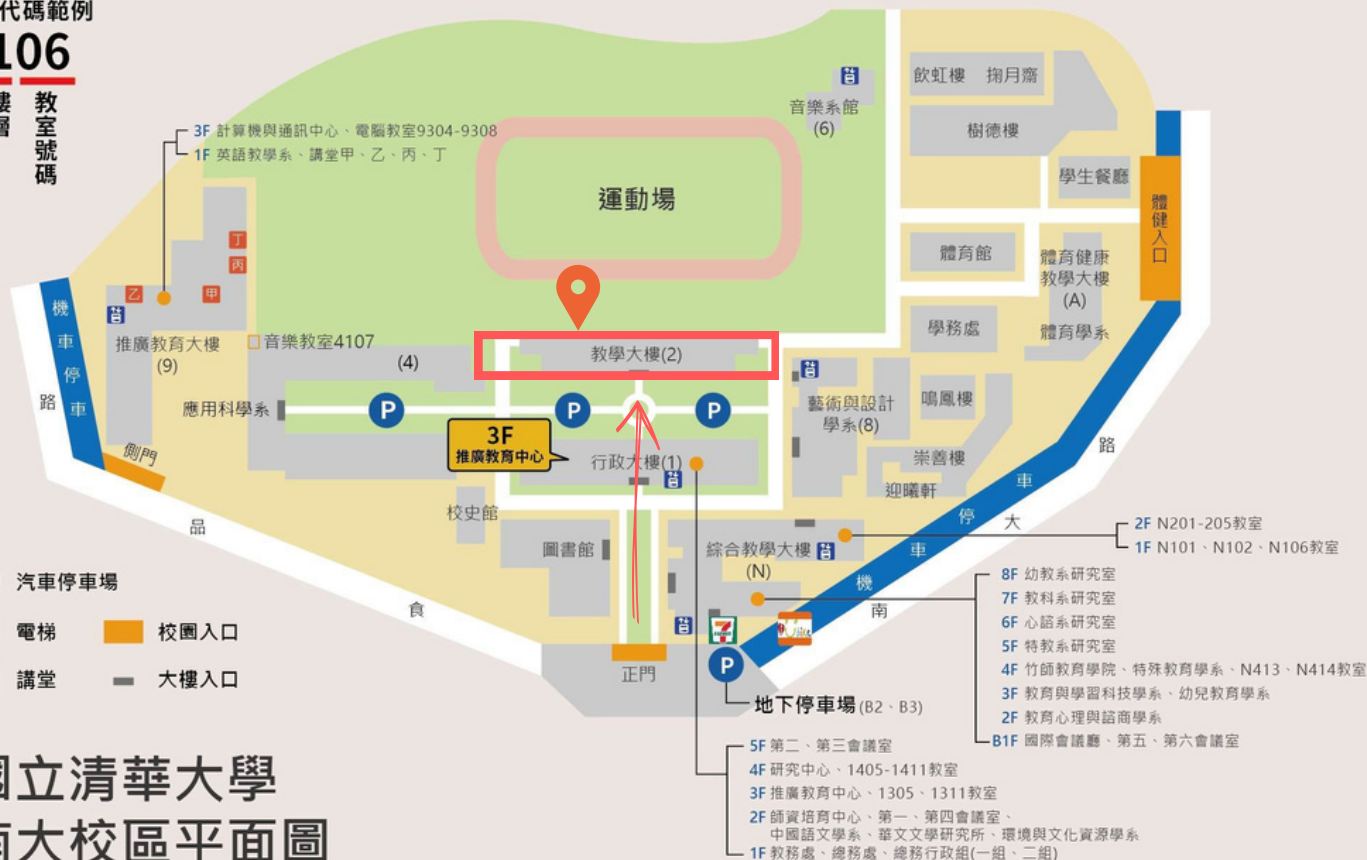 代碼範例
106
樓層
教室號碼
3F 計算機與通訊中心、電腦教室9304-9308
1F 英語教學系、講堂甲、乙、丙、丁
運動場
音樂系館
(6)
飲虹樓 掬月齋
樹德樓
學生餐廳
體健入口
體育館
體育健康
教學大樓
(A)
體育學系
學務處
丁
丙
乙
甲
推廣教育大樓
(9)
音樂教室4107
(4)
教學大樓(2)
應用科學系
P
P
P
3F
推廣教育中心
行政大樓(1)
藝術與設計
學系(8)
鳴鳳樓
崇善樓
迎曦軒
機車停車
路
側門
品
食
校史館
圖書館
綜合教學大樓
(N)
正門
7
P
地下停車場(B2、B3)
機車停車
路
大
南
2F N201-205教室
1F N101、N102、N106教室
8F 幼教系研究室
7F 教科系研究室
6F 心諮系研究室
5F 特教系研究室
4F 竹師教育學院、特殊教育學系、N413、N414教室
3F 教育與學習科技學系、幼兒教育學系
2F 教育心理與諮商學系
B1F 國際會議廳、第五、第六會議室
5F 第二、第三會議室
4F 研究中心、1405-1411教室
3F 推廣教育中心、1305、1311教室
2F 師資培育中心、第一、第四會議室、
中國語文學系、華文文學研究所、環境與文化資源學系
1F 教務處、總務處、總務行政組(一組、二組)
汽車停車場
電梯 校園入口
講堂 大樓入口
國立清華大學
南大校區平面圖